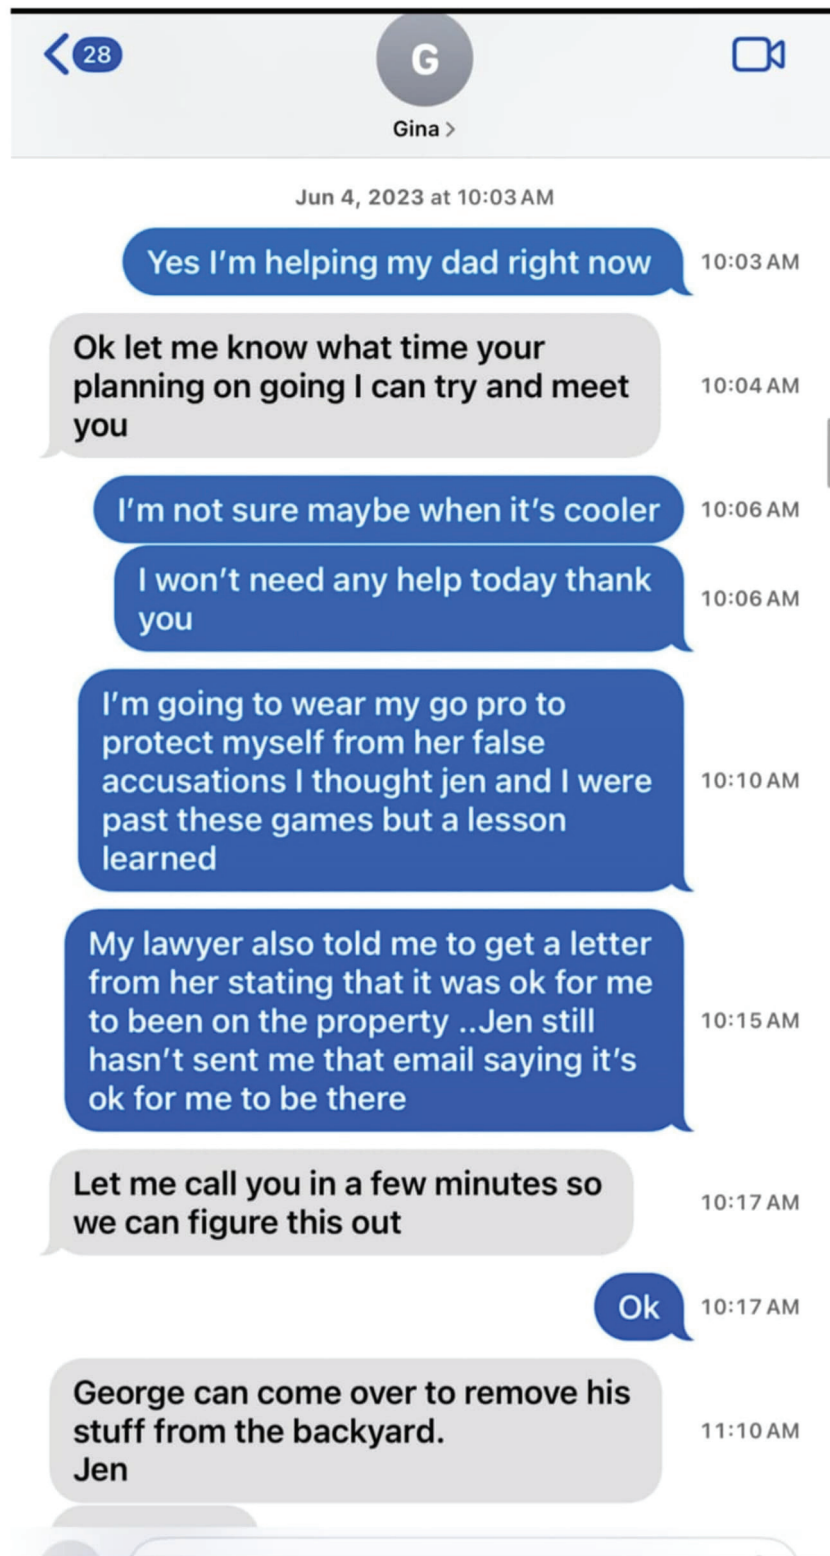 28
G
Gina >
Jun 4, 2023 at 10:03 AM
Yes I'm helping my dad right now
10:03 AM
Ok let me know what time your
planning on going I can try and meet
you
10:04 AM
I'm not sure maybe when it's cooler
10:06 AM
I won't need any help today thank
you
10:06 AM
I'm going to wear my go pro to
protect myself from her false
accusations I thought jen and I were
past these games but a lesson
learned
10:10 AM
My lawyer also told me to get a letter
from her stating that it was ok for me
to been on the property ..Jen still
hasn't sent me that email saying it's
ok for me to be there
10:15 AM
Let me call you in a few minutes so
we can figure this out
10:17 AM
Ok
10:17 AM
George can come over to remove his
stuff from the backyard.
Jen
11:10 AM